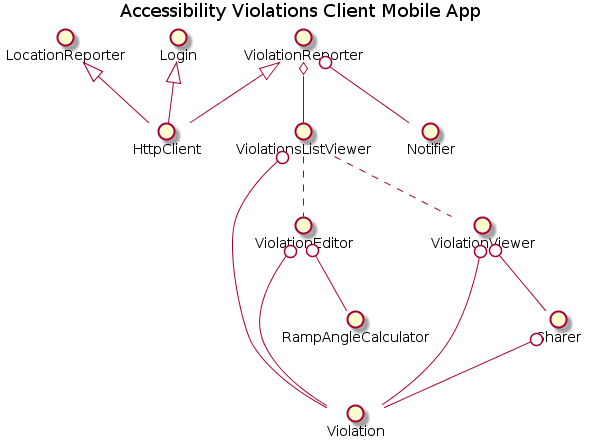 Accessibility Violations Client Mobile App
LocationReporter
Login
ViolationReporter
HttpClient
ViolationsListViewer
Notifier
ViolationEditor
ViolationViewer
RampAngleCalculator
Sharer
Violation